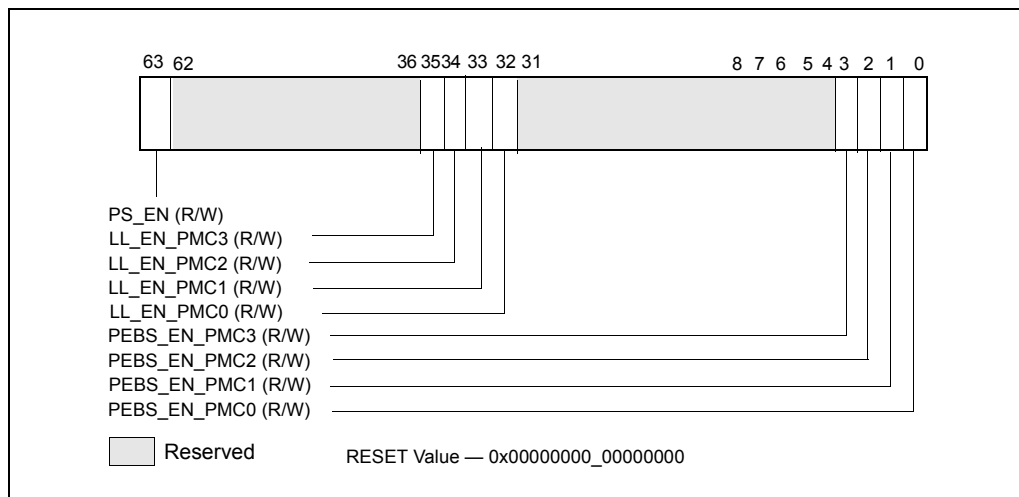 63 62 36 35 34 33 32 31 8 7 6 5 4 3 2 1 0
PS_EN (R/W)
LL_EN_PMC3 (R/W)
LL_EN_PMC2 (R/W)
LL_EN_PMC1 (R/W)
LL_EN_PMC0 (R/W)
PEBS_EN_PMC3 (R/W)
PEBS_EN_PMC2 (R/W)
PEBS_EN_PMC1 (R/W)
PEBS_EN_PMC0 (R/W)
Reserved RESET Value — 0x00000000_00000000